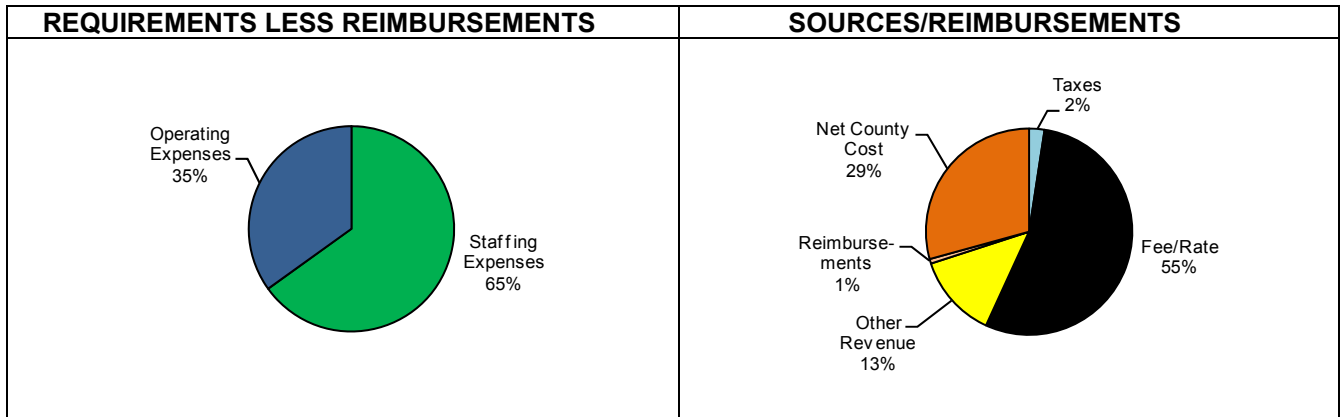 REQUIREMENTS LESS REIMBURSEMENTS
Operating
Expenses
35%
Staffing
Expenses
65%
SOURCES/REIMBURSEMENTS
Taxes
2%
Net County
Cost
29%
Reimburse-
ments
1%
Fee/Rate
55%
Other
Revenue
13%